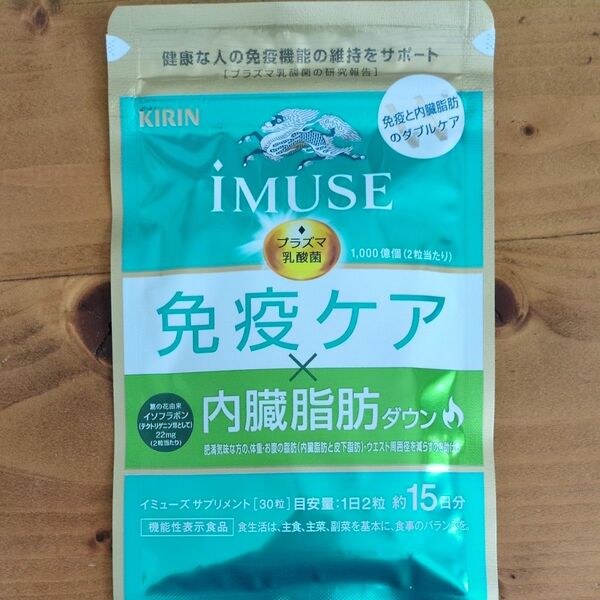 健康な人の免疫機能の維持をサポート
[プラズマ乳酸菌の研究報告]
KIRIN
免疫と内臓脂肪
のダブルケア
iMUSE
プラズマ
乳酸菌
1,000億個(2粒当たり)
免疫ケア
×
内臓脂肪ダウン
葛の花由来
イソフラボン
(テクトリゲニン類として)
22mg
(2粒当たり)
肥満気味な方の、体重・お腹の脂肪(内臓脂肪と皮下脂肪)・ウエスト周囲径を減らすのを助け
イミューズ サプリメント[30粒] 目安量:1日2粒 約15日分
機能性表示食品 食生活は、主食、主菜、副菜を基本に、食事のバランスを。